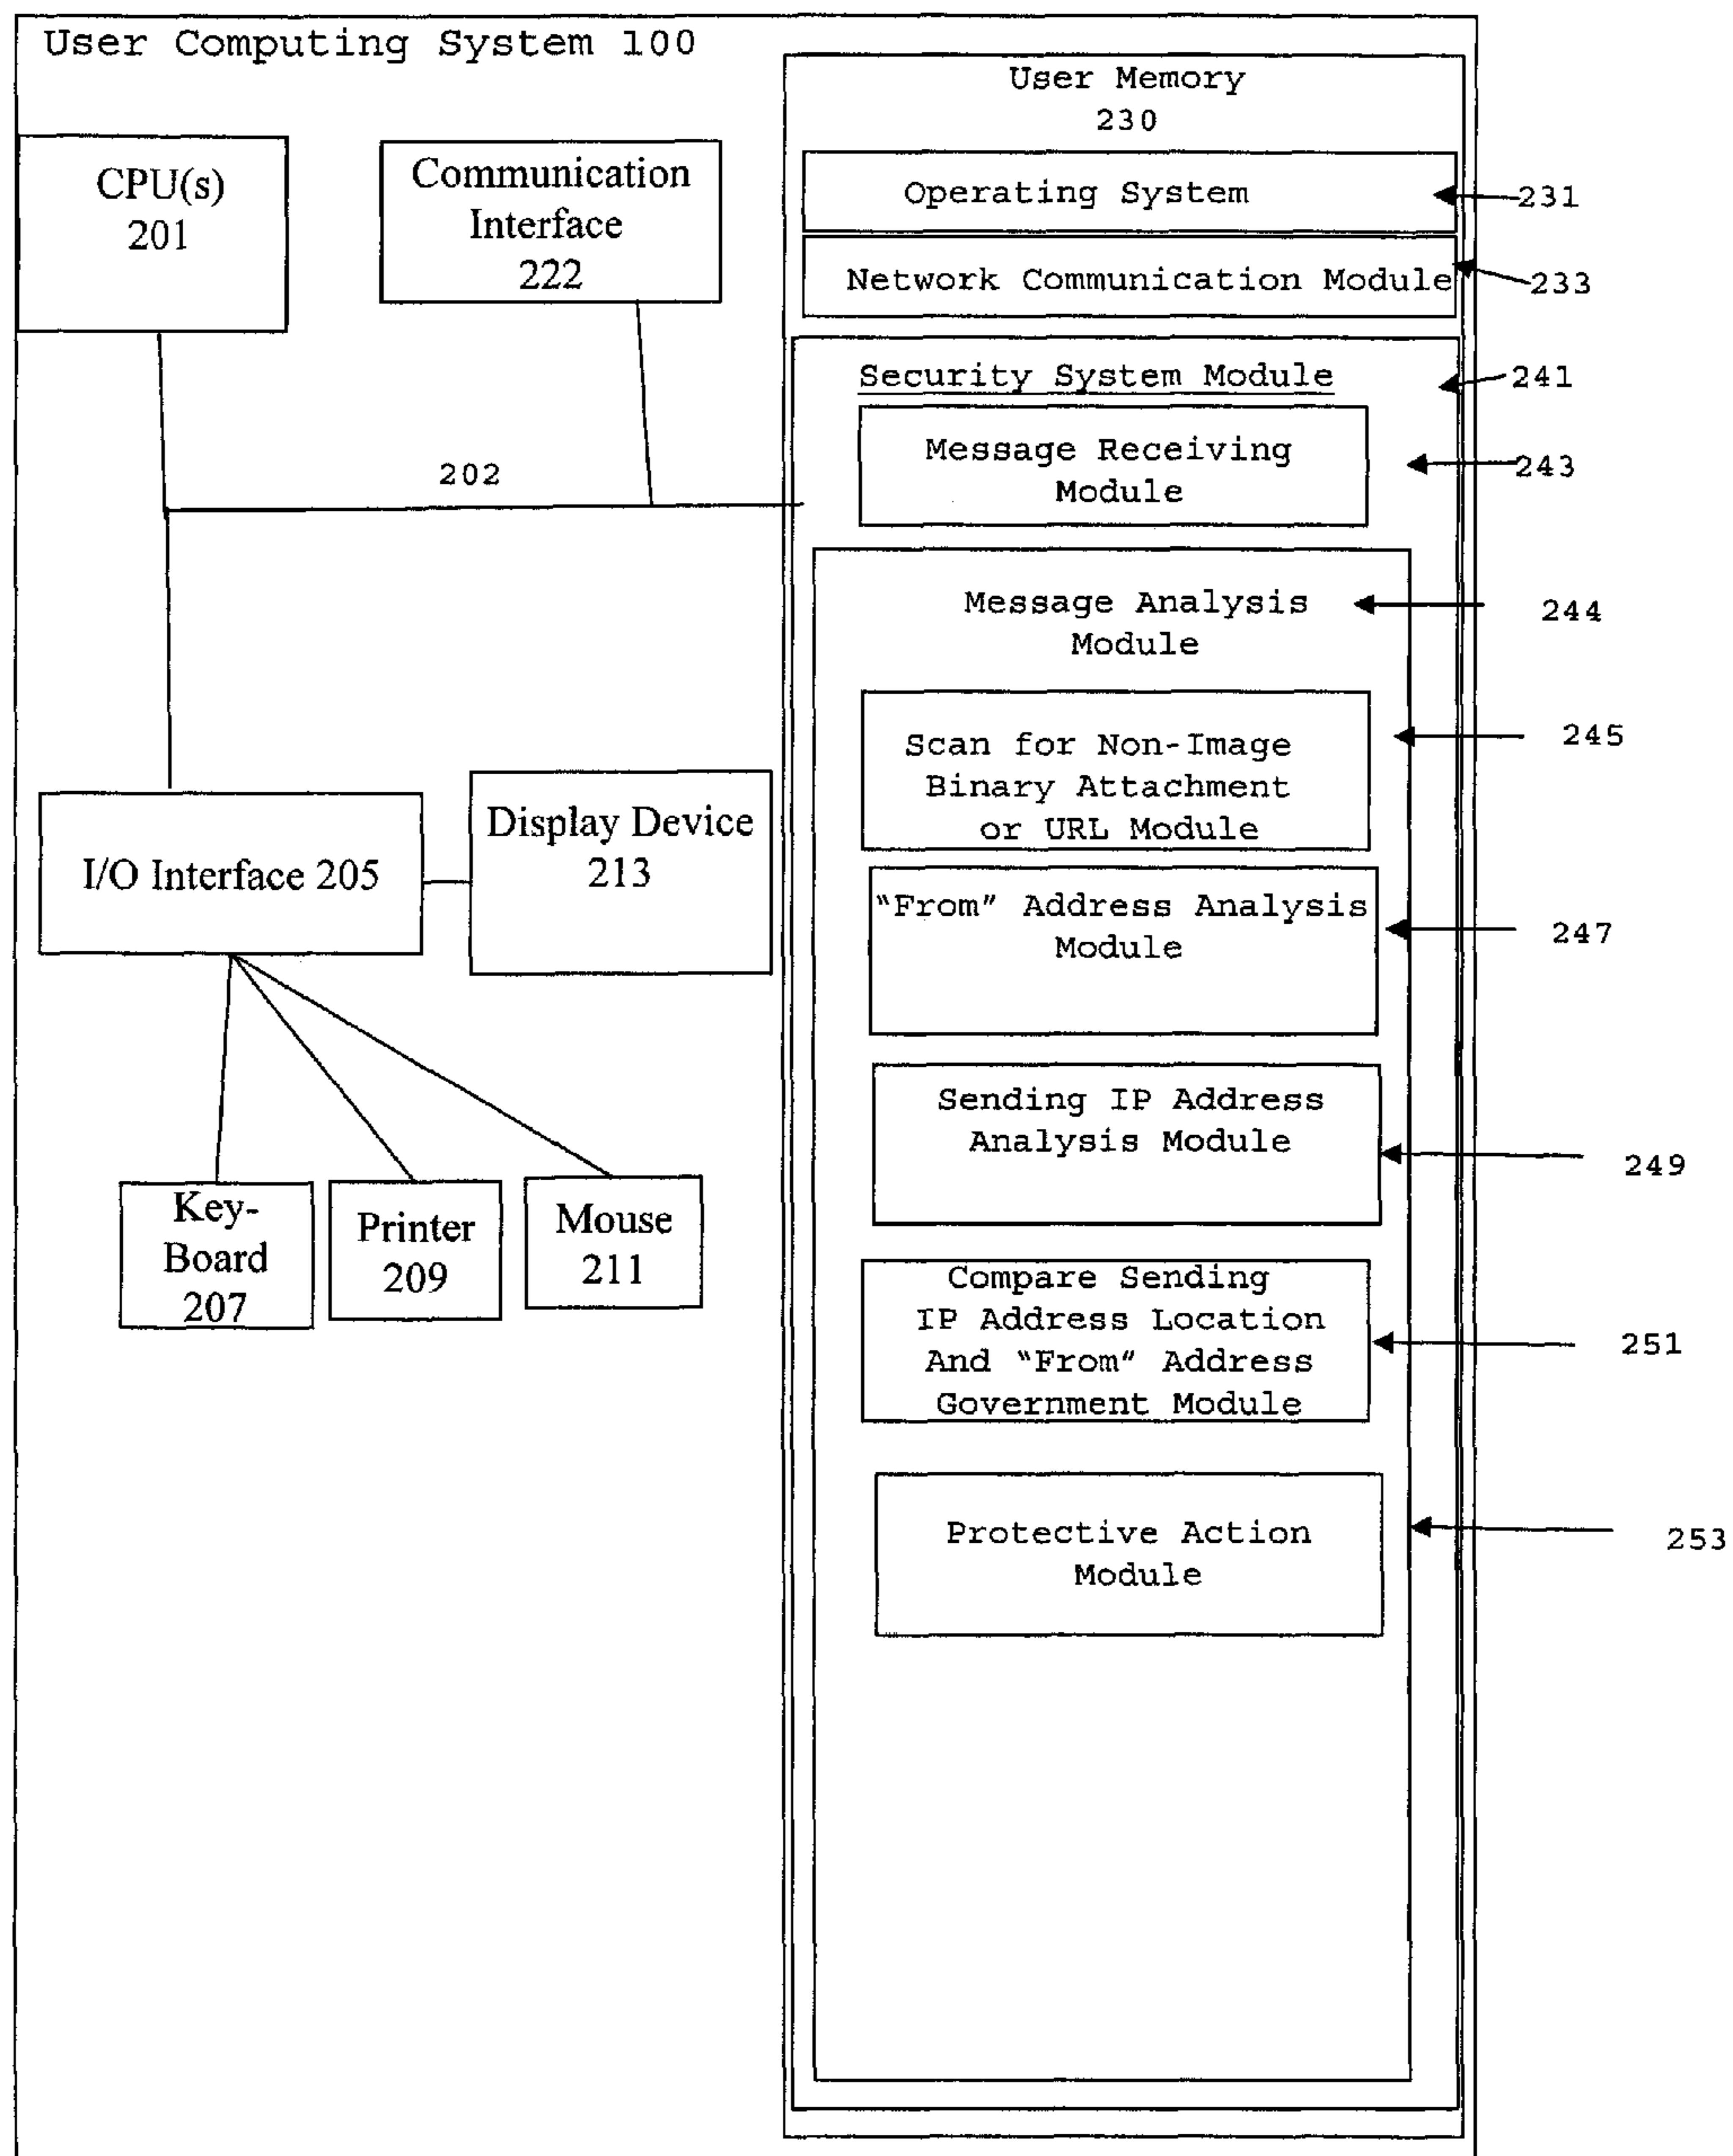 User Computing System 100
User Memory
230
CPU(s)
201
Communication
Interface
222
Operating System
231
Network Communication Module
233
Security System Module
241
Message Receiving
Module
243
202
Message Analysis
Module
244
Scan for Non-Image
Binary Attachment
or URL Module
245
I/O Interface 205
Display Device
213
"From" Address Analysis
Module
247
Sending IP Address
Analysis Module
249
Key-
Board
207
Printer
209
Mouse
211
Compare Sending
IP Address Location
And "From" Address
Government Module
251
Protective Action
Module
253